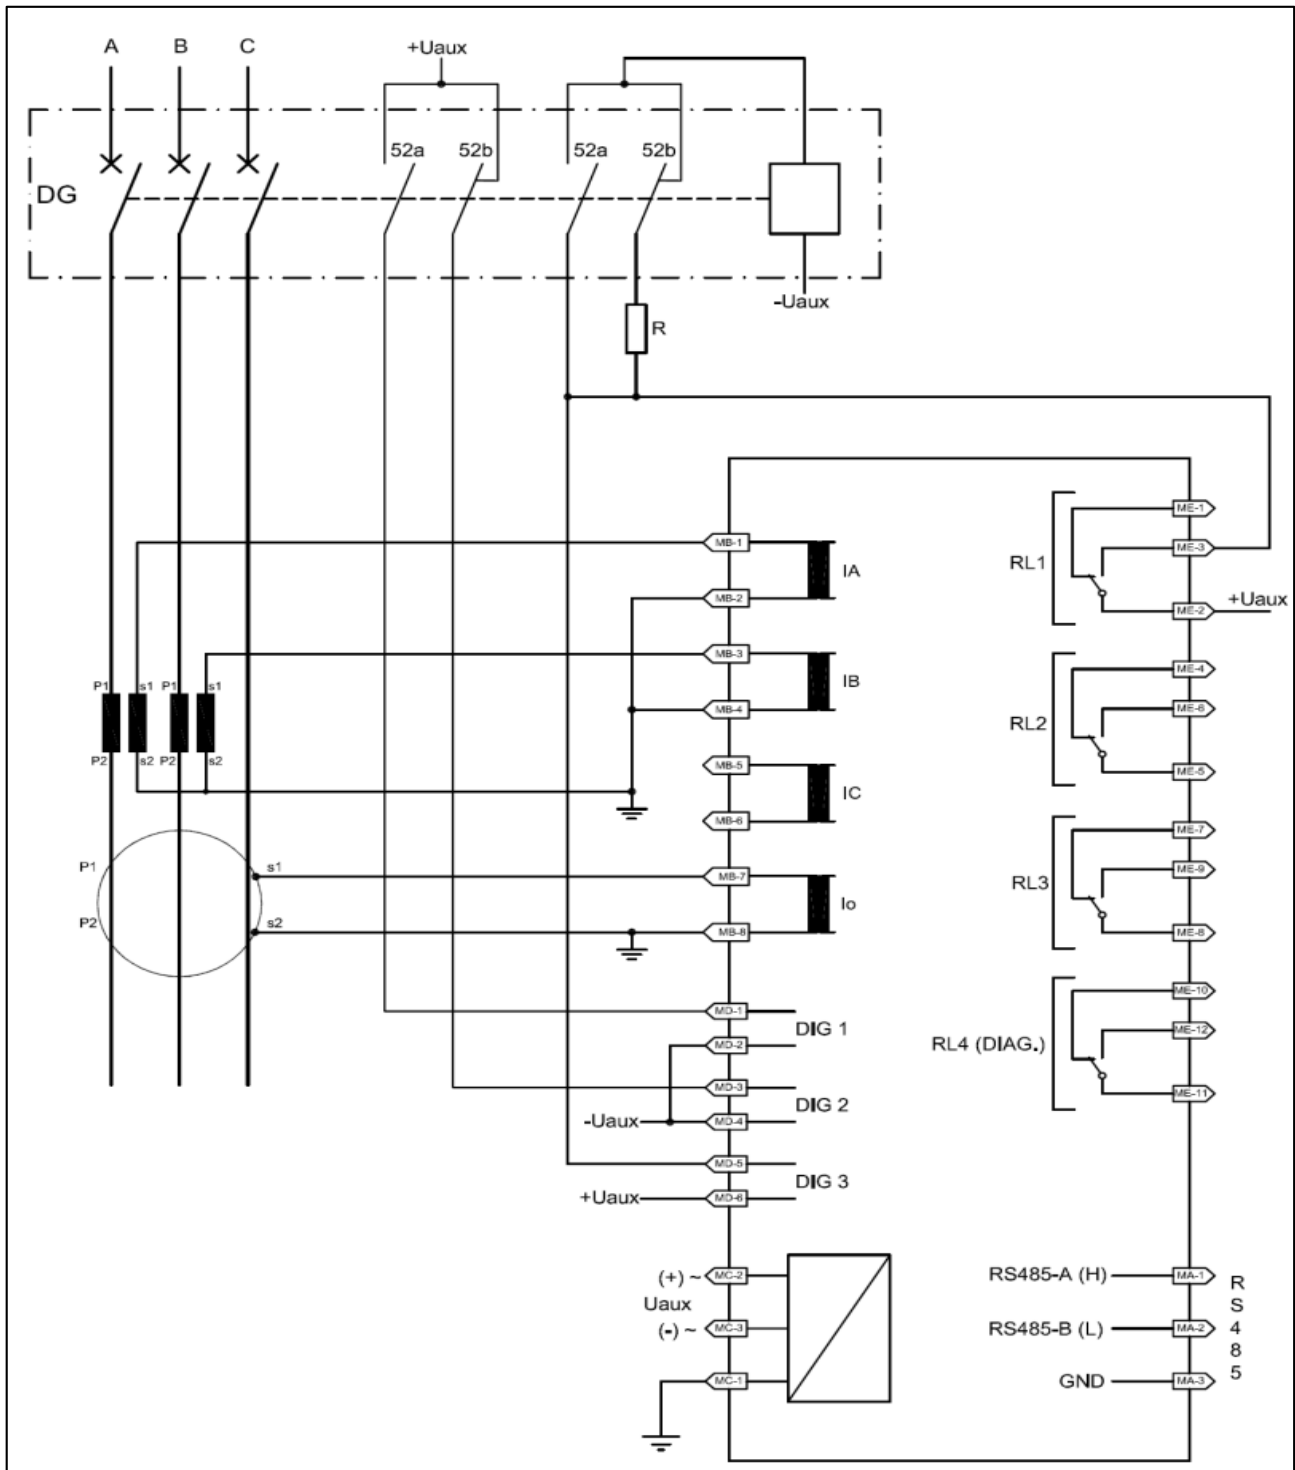 A B C
+Uaux
52a 52b 52a 52b
DG
-Uaux
R
ME-1
MB-1
RL1 ME-3
IA
MB-2
ME-2 +Uaux
MB-3
ME-4
IB
MB-4
ME-6
RL2
P1 s1 P1 s1
P2 s2 P2 s2
MB-5
ME-5
IC
MB-6
ME-7
P1 s1
MB-7
ME-9
RL3
Io
P2 s2
MB-8
ME-8
ME-10
MD-1
DIG 1
ME-12
MD-2
RL4 (DIAG.)
MD-3
ME-11
DIG 2
-Uaux MD-4
MD-5
DIG 3
+Uaux MD-6
(+) ~ MC-2
RS485-A (H) MA-1
Uaux
(-) ~ MC-3
RS485-B (L) MA-2
MC-1
GND MA-3
R
S
4
8
5